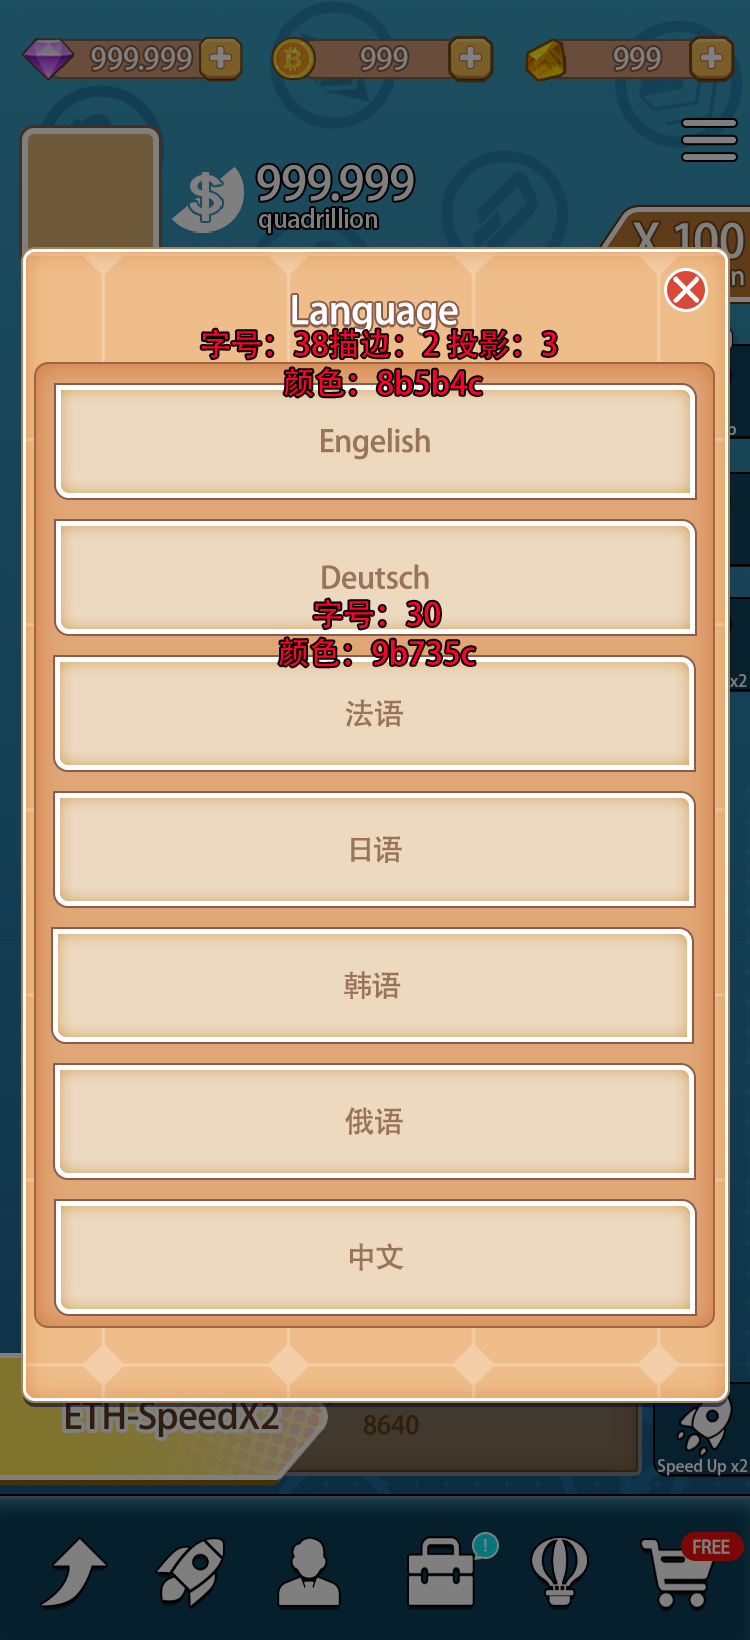 999.999
999
999
999.999
quadrillion
X 100
n
Language
字号：38描边：2 投影：3
颜色：8b5b4c
Engelish
Deutsch
字号：30
颜色：9b735c
x2
法语
日语
韩语
俄语
中文
ETH-SpeedX2
8640
Speed Up x2
!
FREE